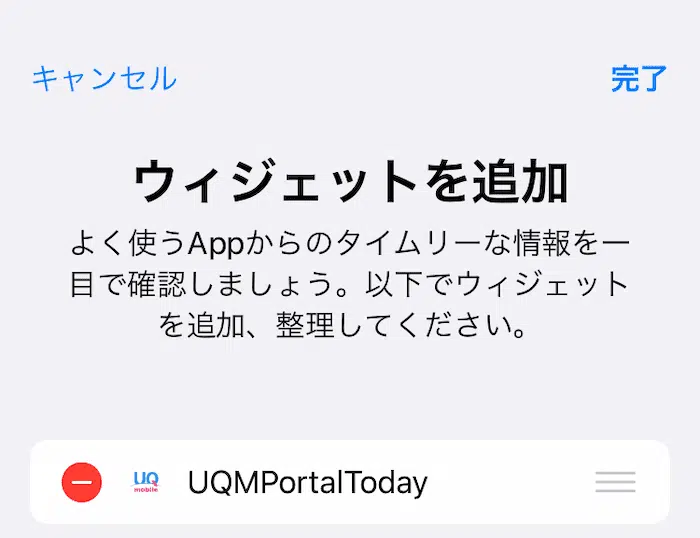 キャンセル
完了
ウィジェットを追加
よく使うAppからのタイムリーな情報を一
目で確認しましょう。以下でウィジェット
を追加、整理してください。
UQ
mobile
UQMPortalToday